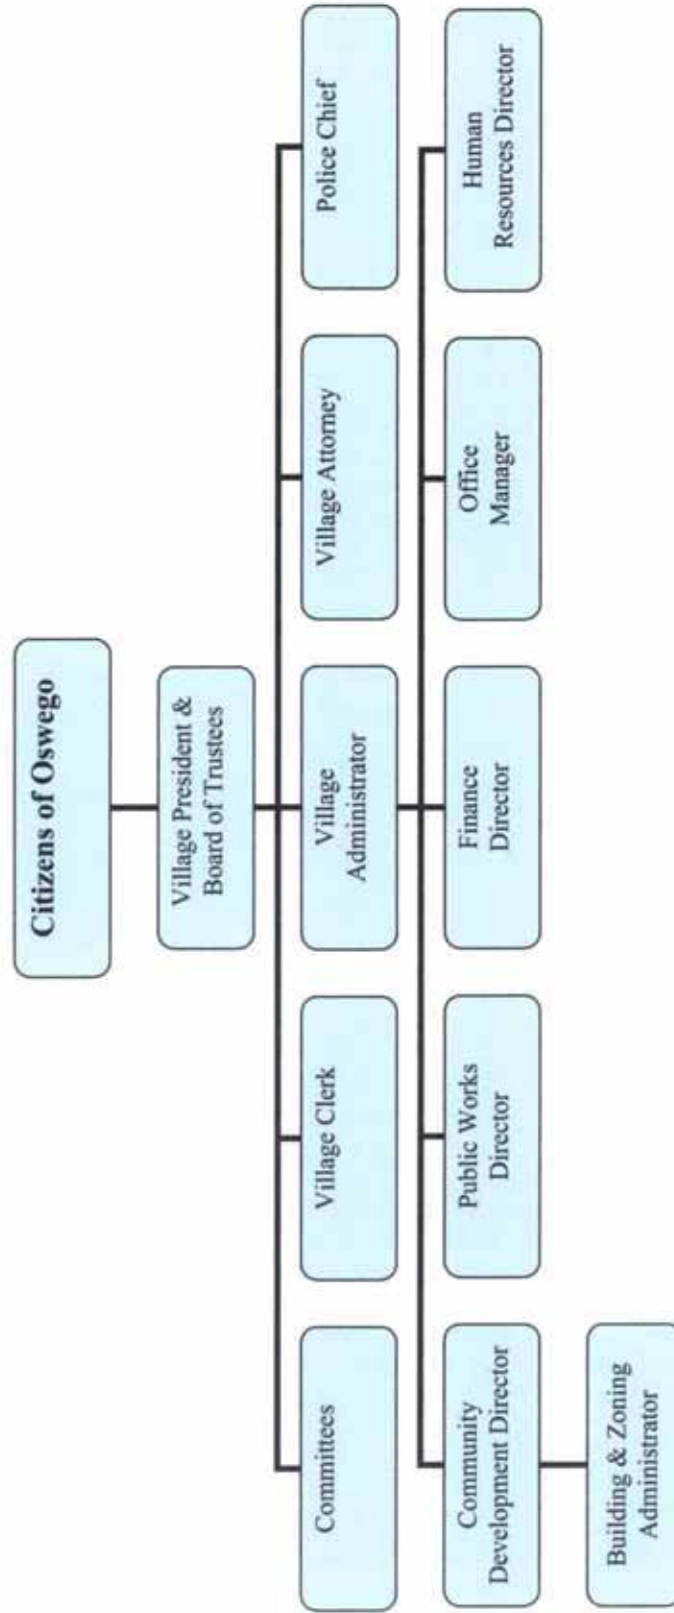 Citizens of Oswego
Village President &
Board of Trustees
Committees
Village Clerk
Village
Administrator
Village Attorney
Police Chief
Community
Development Director
Public Works
Director
Finance
Director
Office
Manager
Human
Resources Director
Building & Zoning
Administrator